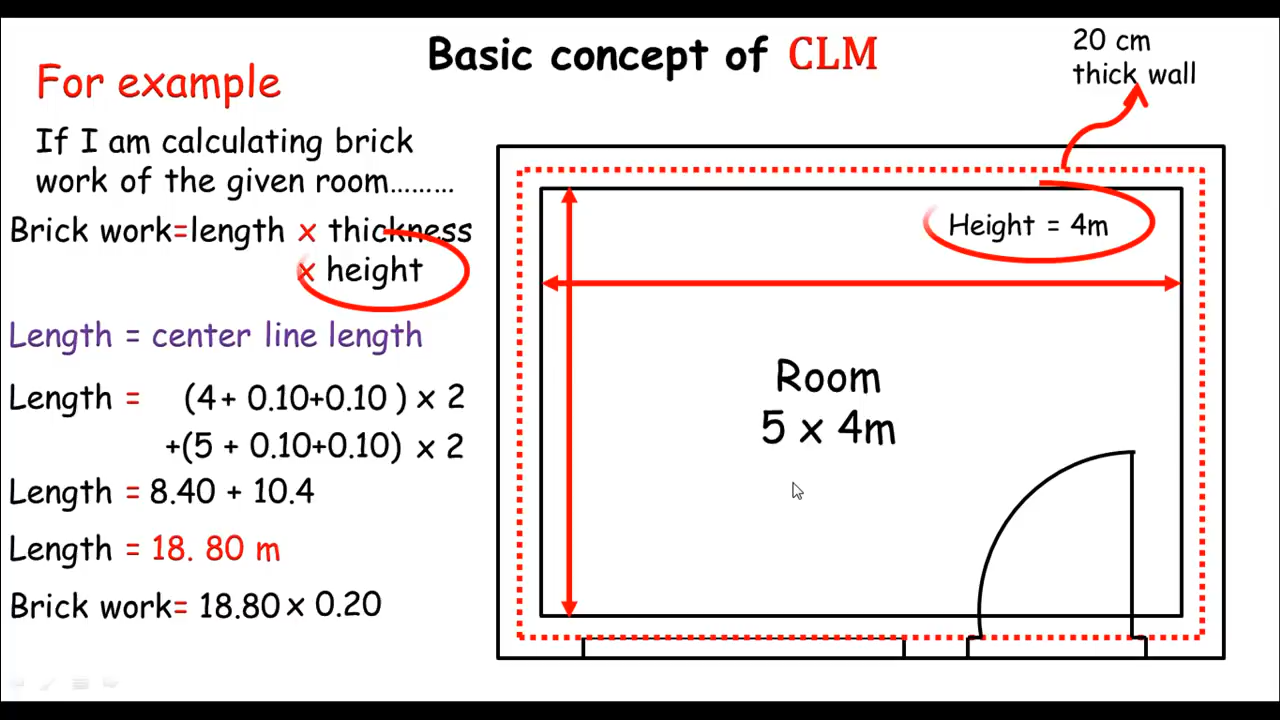 Basic concept of CLM
20 cm
thick wall
For example
If I am calculating brick
work of the given room.........
Brick work=length x thickness
x height
Height = 4m
Length = center line length
Length = (4+ 0.10+0.10 ) x 2
+(5 + 0.10+0.10) x 2
Length = 8.40 + 10.4
Length = 18. 80 m
Brick work= 18.80 x 0.20
Room
5 x 4m